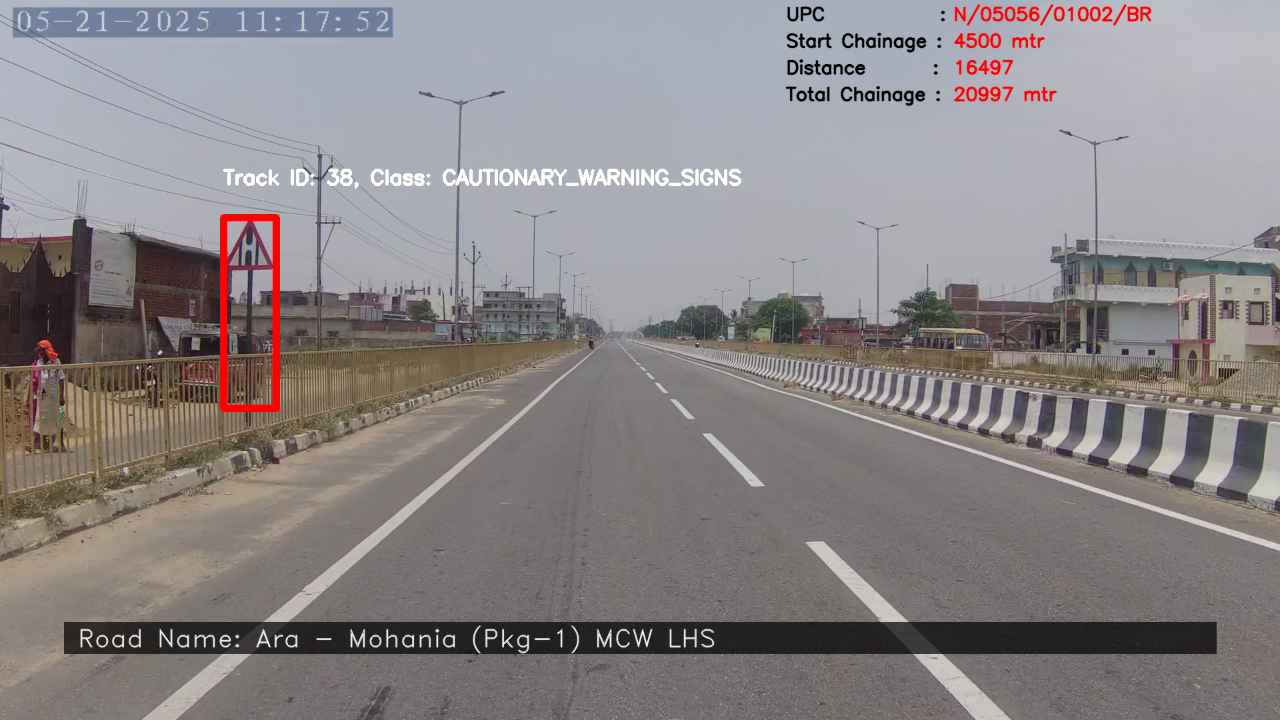 05-21-2025 11:17:52
UPC : N/05056/01002/BR
Start Chainage : 4500 mtr
Distance : 16497
Total Chainage : 20997 mtr
Track ID: 38, Class: CAUTIONARY_WARNING_SIGNS
Road Name: Ara - Mohania (Pkg-1) MCW LHS